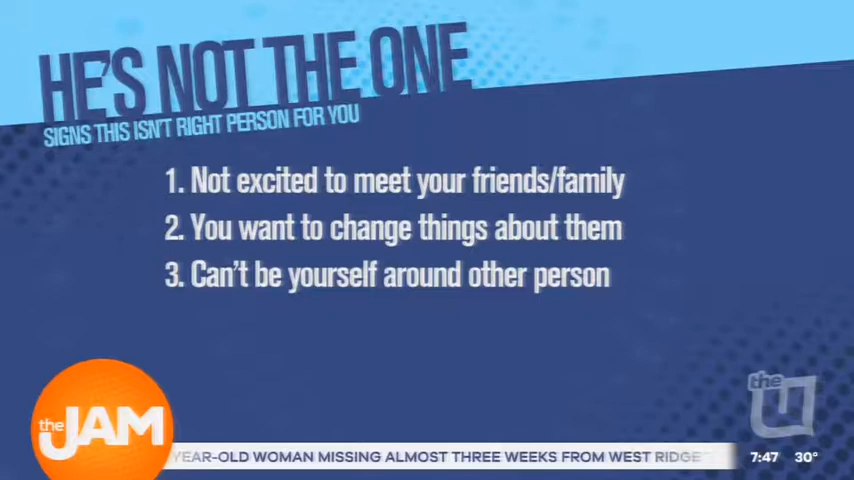 HE'S NOT THE ONE
SIGNS THIS ISN'T RIGHT PERSON FOR YOU
1. Not excited to meet your friends/family
2. You want to change things about them
3. Can't be yourself around other person
the U
the JAM
YEAR-OLD WOMAN MISSING ALMOST THREE WEEKS FROM WEST RIDGE
7:47 30°